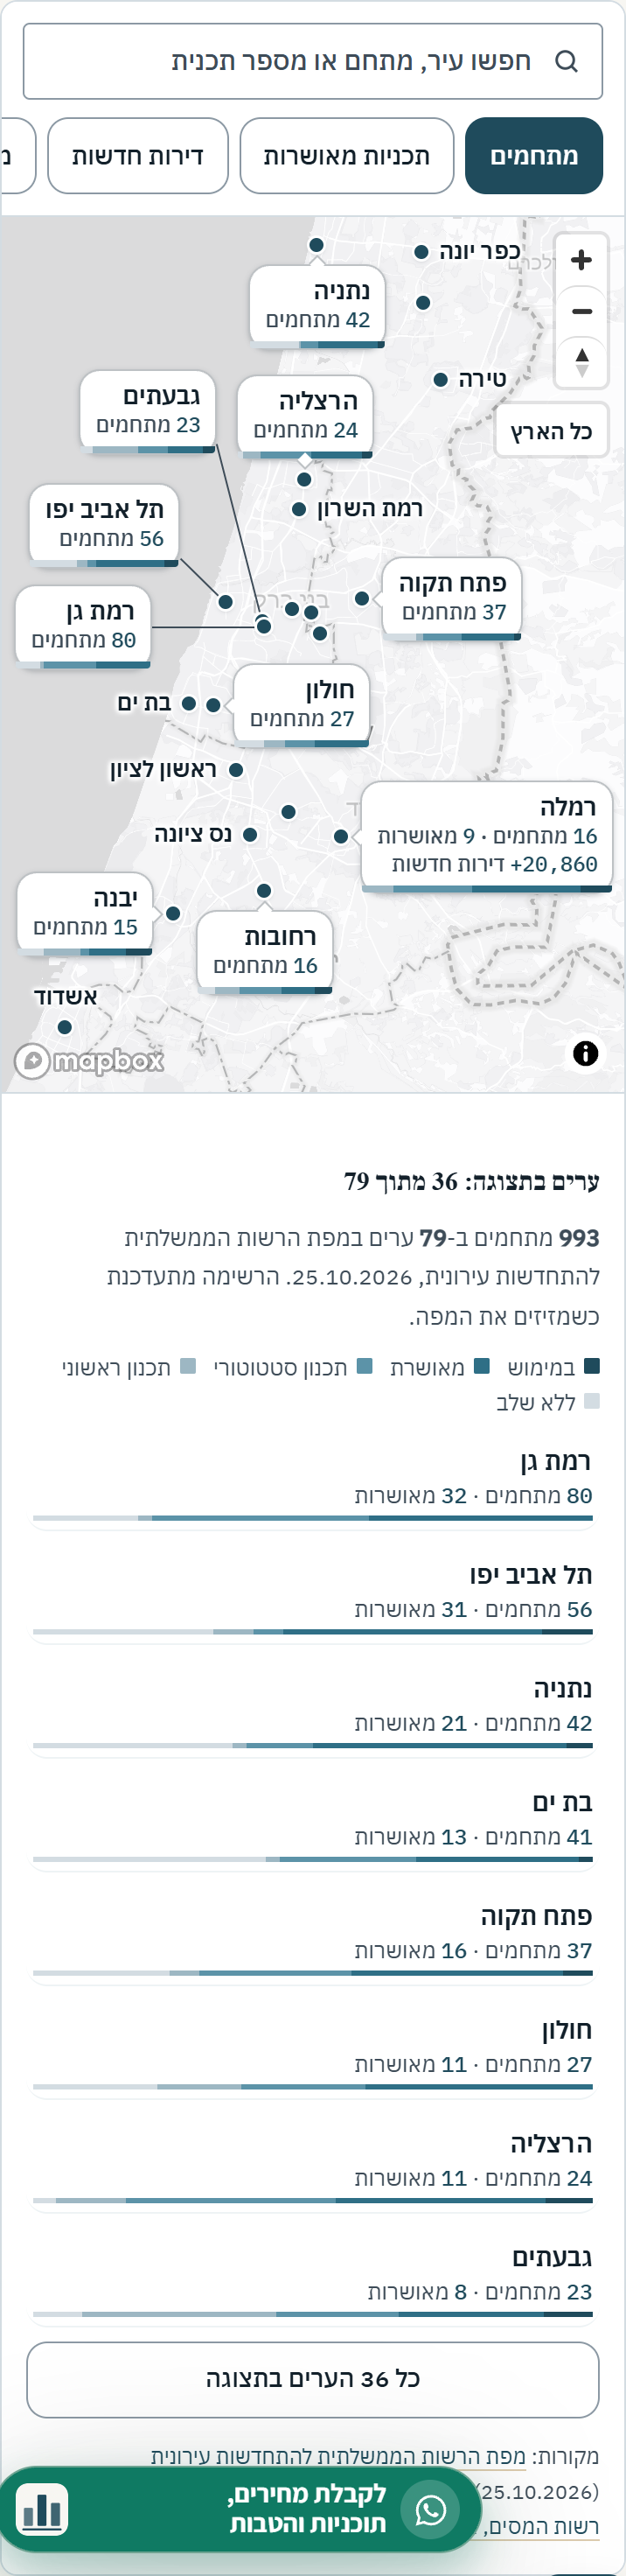 חפשו עיר, מתחם או מספר תכנית
מתחמים
תכניות מאושרות
דירות חדשות
כפר יונה
נתניה
42 מתחמים
טירה
כל הארץ
גבעתיים
23 מתחמים
הרצליה
24 מתחמים
רמת השרון
תל אביב יפו
56 מתחמים
פתח תקוה
37 מתחמים
רמת גן
80 מתחמים
חולון
27 מתחמים
בת ים
ראשון לציון
רמלה
16 מתחמים · 9 מאושרות
20,860+ דירות חדשות
נס ציונה
יבנה
15 מתחמים
רחובות
16 מתחמים
אשדוד
mapbox
ערים בתצוגה: 36 מתוך 79
993 מתחמים ב-79 ערים במפת הרשות הממשלתית
להתחדשות עירונית, 25.10.2026. הרשימה מתעדכנת
כשמזיזים את המפה.
במימוש
מאושרת
תכנון סטטוטורי
תכנון ראשוני
ללא שלב
רמת גן
80 מתחמים · 32 מאושרות
תל אביב יפו
56 מתחמים · 31 מאושרות
נתניה
42 מתחמים · 21 מאושרות
בת ים
41 מתחמים · 13 מאושרות
פתח תקוה
37 מתחמים · 16 מאושרות
חולון
27 מתחמים · 11 מאושרות
הרצליה
24 מתחמים · 11 מאושרות
גבעתיים
23 מתחמים · 8 מאושרות
כל 36 הערים בתצוגה
מקורות: מפת הרשות הממשלתית להתחדשות עירונית
(25.10.2026)
רשות המסים,
לקבלת מחירים,
תוכניות והטבות